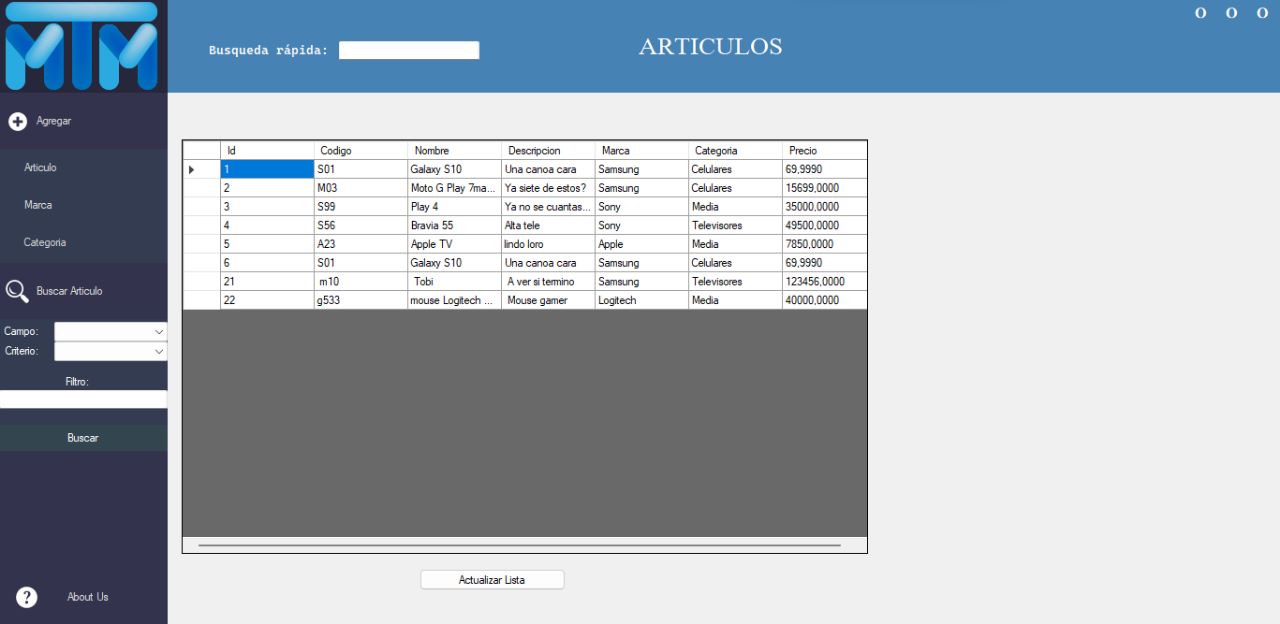 MTM
O O O
Busqueda rápida:
ARTICULOS
Agregar
Articulo
Marca
Categoria
Buscar Articulo
Campo:
Criterio:
Filtro:
Buscar
? About Us
Id Codigo Nombre Descripcion Marca Categoria Precio
1 S01 Galaxy S10 Una canoa cara Samsung Celulares 69,9990
2 M03 Moto G Play 7ma... Ya siete de estos? Samsung Celulares 15699,0000
3 S99 Play 4 Ya no se cuantas... Sony Media 35000,0000
4 S56 Bravia 55 Alta tele Sony Televisores 49500,0000
5 A23 Apple TV lindo loro Apple Media 7850,0000
6 S01 Galaxy S10 Una canoa cara Samsung Celulares 69,9990
21 m10 Tobi A ver si termino Samsung Televisores 123456,0000
22 g533 mouse Logitech ... Mouse gamer Logitech Media 40000,0000
Actualizar Lista